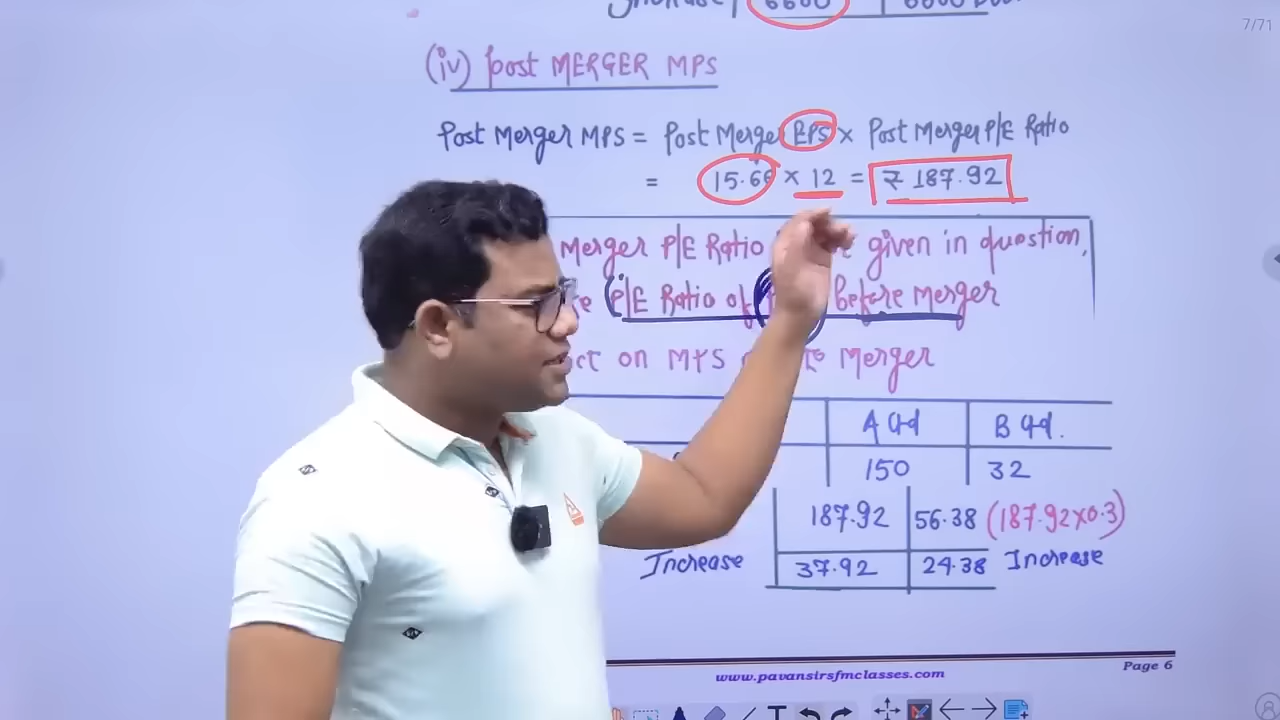 Increase 6600
7/71
(iv) post MERGER MPS
Post Merger MPS = Post Merger EPS × Post Merger P/E Ratio
= 15.66 × 12 = ₹ 187.92
Merger P/E Ratio given in question,
(P/E Ratio of before merger
on MPS to Merger
A Ltd B Ltd.
150 32
187.92 56.38 (187.92×0.3)
Increase 37.92 24.38 Increase
Page 6
www.pavansirsfmclasses.com